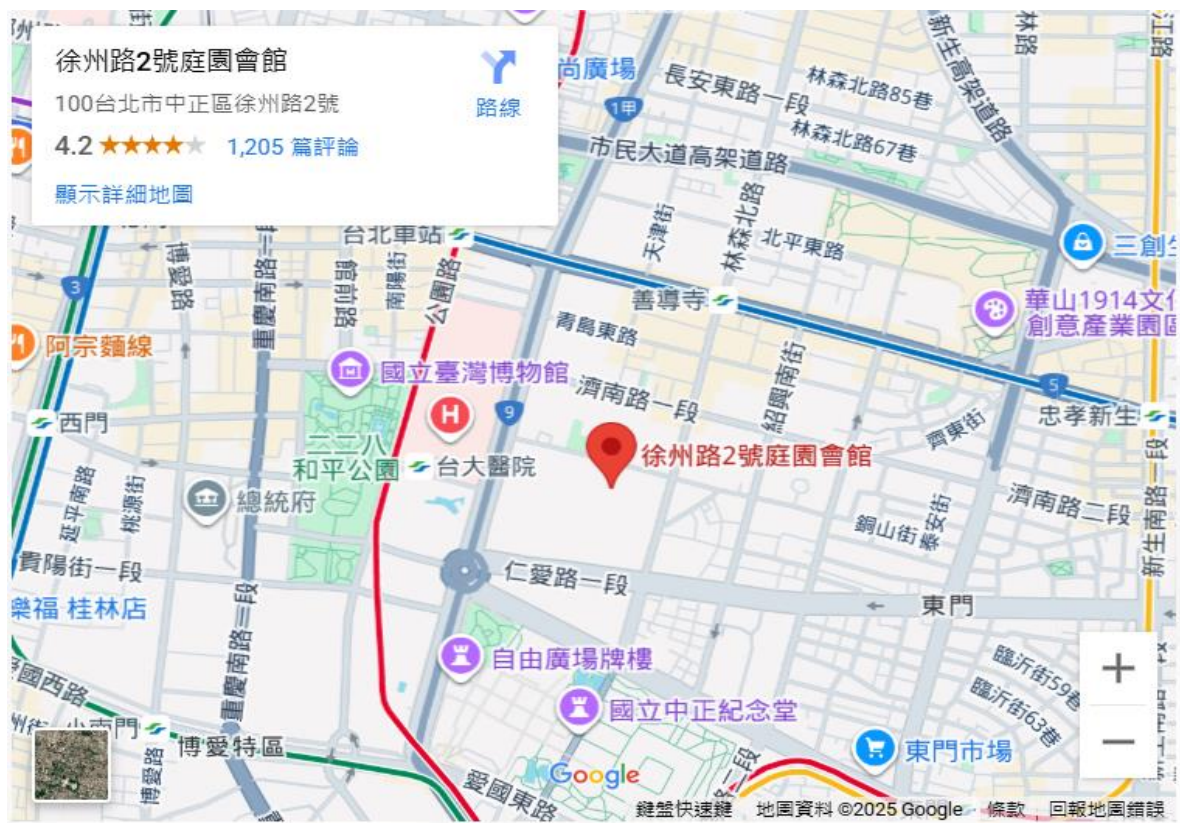 徐州路2號庭園會館
100台北市中正區徐州路2號
4.2
1,205 篇評論
顯示詳細地圖
路線
尚廣場
1甲
長安東路一段
林森北路85巷
林森北路67巷
新生高架道路
林路
市民大道高架道路
台北車站
天津街
林森北路
北平東路
三創生
博愛路
重慶南路一段
館前路
南陽街
公園路
3
善導寺
青島東路
華山1914文化
創意產業園區
阿宗麵線
國立臺灣博物館
濟南路一段
紹興南街
5
9
忠孝新生
齊東街
西門
二二八
和平公園
台大醫院
徐州路2號庭園會館
總統府
延平南路
桃源街
銅山街
泰安街
濟南路二段
新生南路一段
貴陽街一段
仁愛路一段
樂福 桂林店
東門
重慶南路三段
自由廣場牌樓
臨沂街59巷
臨沂街63巷
愛國西路
國立中正紀念堂
小南門
博愛特區
博愛路
東門市場
愛國東路
Google
鍵盤快速鍵
地圖資料 ©2025 Google
條款
回報地圖錯誤